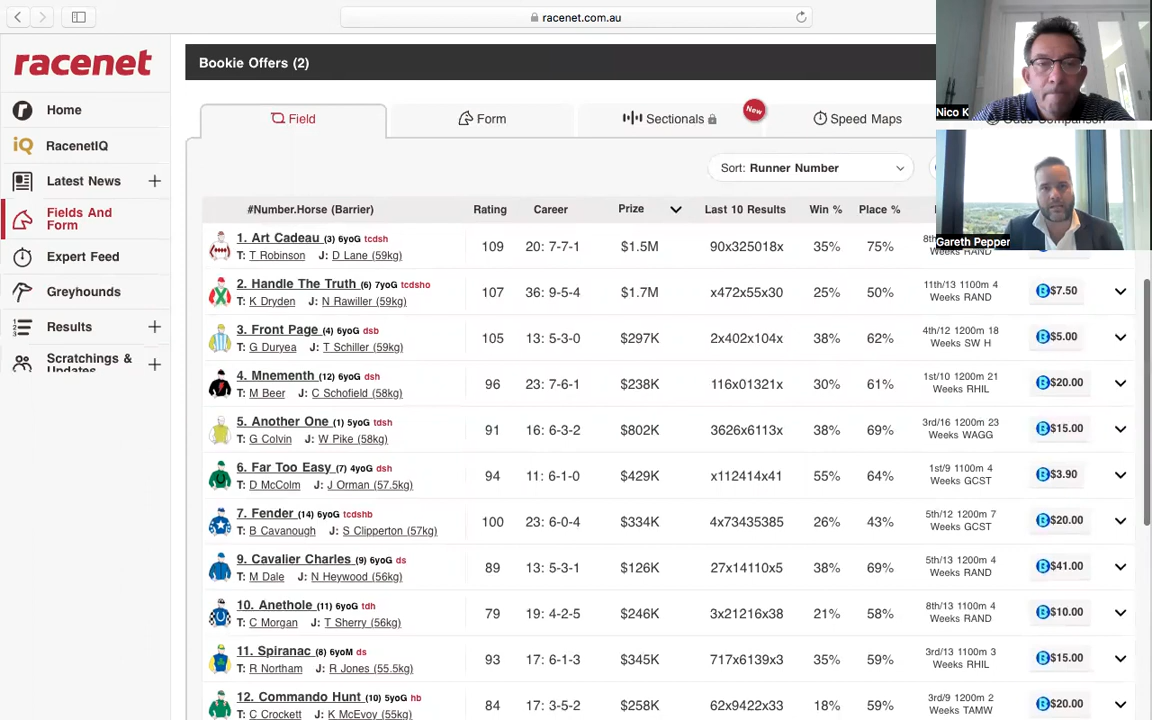 racenet.com.au
racenet
Home
iQ RacenetIQ
Latest News
Fields And
Form
Expert Feed
Greyhounds
Results
Scratchings &
Updates
Bookie Offers (2)
Field Form Sectionals New Speed Maps Odds Comparison
Sort: Runner Number
#Number.Horse (Barrier) Rating Career Prize Last 10 Results Win % Place %
1. Art Cadeau (3) 6yoG tcdsh
T: T Robinson J: D Lane (59kg)
109 20: 7-7-1 $1.5M 90x325018x 35% 75%
Weeks RAND
2. Handle The Truth (6) 7yoG tcdsho
T: K Dryden J: N Rawiller (59kg)
107 36: 9-5-4 $1.7M x472x55x30 25% 50%
11th/13 1100m 4
Weeks RAND
B $7.50
3. Front Page (4) 6yoG dsb
T: G Duryea J: T Schiller (59kg)
105 13: 5-3-0 $297K 2x402x104x 38% 62%
4th/12 1200m 18
Weeks SW H
B $5.00
4. Mnementh (12) 6yoG dsh
T: M Beer J: C Schofield (58kg)
96 23: 7-6-1 $238K 116x01321x 30% 61%
1st/10 1200m 21
Weeks RHIL
B $20.00
5. Another One (1) 5yoG tdsh
T: G Colvin J: W Pike (58kg)
91 16: 6-3-2 $802K 3626x6113x 38% 69%
3rd/16 1200m 23
Weeks WAGG
B $15.00
6. Far Too Easy (7) 4yoG dsh
T: D McColm J: J Orman (57.5kg)
94 11: 6-1-0 $429K x112414x41 55% 64%
1st/9 1100m 4
Weeks GCST
B $3.90
7. Fender (14) 6yoG tcdshb
T: B Cavanough J: S Clipperton (57kg)
100 23: 6-0-4 $334K 4x73435385 26% 43%
5th/12 1200m 7
Weeks GCST
B $20.00
9. Cavalier Charles (9) 6yoG ds
T: M Dale J: N Heywood (56kg)
89 13: 5-3-1 $126K 27x14110x5 38% 69%
5th/13 1200m 4
Weeks RAND
B $41.00
10. Anethole (11) 6yoG tdh
T: C Morgan J: T Sherry (56kg)
79 19: 4-2-5 $246K 3x21216x38 21% 58%
8th/13 1100m 4
Weeks RAND
B $10.00
11. Spiranac (8) 6yoM ds
T: R Northam J: R Jones (55.5kg)
93 17: 6-1-3 $345K 717x6139x3 35% 59%
3rd/13 1100m 3
Weeks RHIL
B $15.00
12. Commando Hunt (10) 5yoG hb
T: C Crockett J: K McEvoy (55kg)
84 17: 3-5-2 $258K 62x9422x33 18% 59%
3rd/9 1200m 2
Weeks TAMW
B $20.00
Nico K
Gareth Pepper